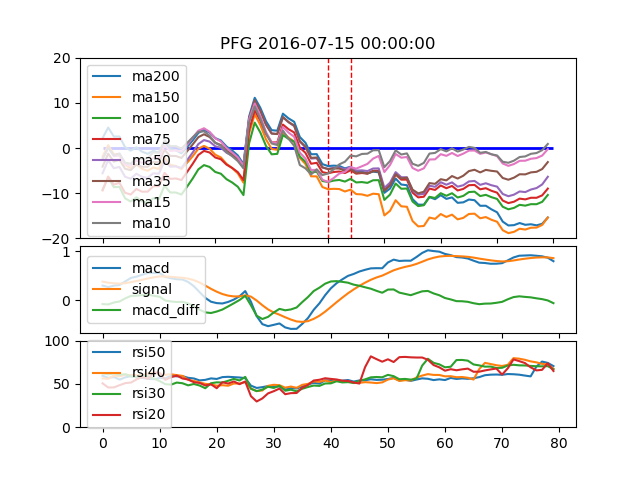 PFG 2016-07-15 00:00:00
20
10
0
−10
−20
ma200
ma150
ma100
ma75
ma50
ma35
ma15
ma10
1
0
macd
signal
macd_diff
100
50
0
rsi50
rsi40
rsi30
rsi20
0 10 20 30 40 50 60 70 80